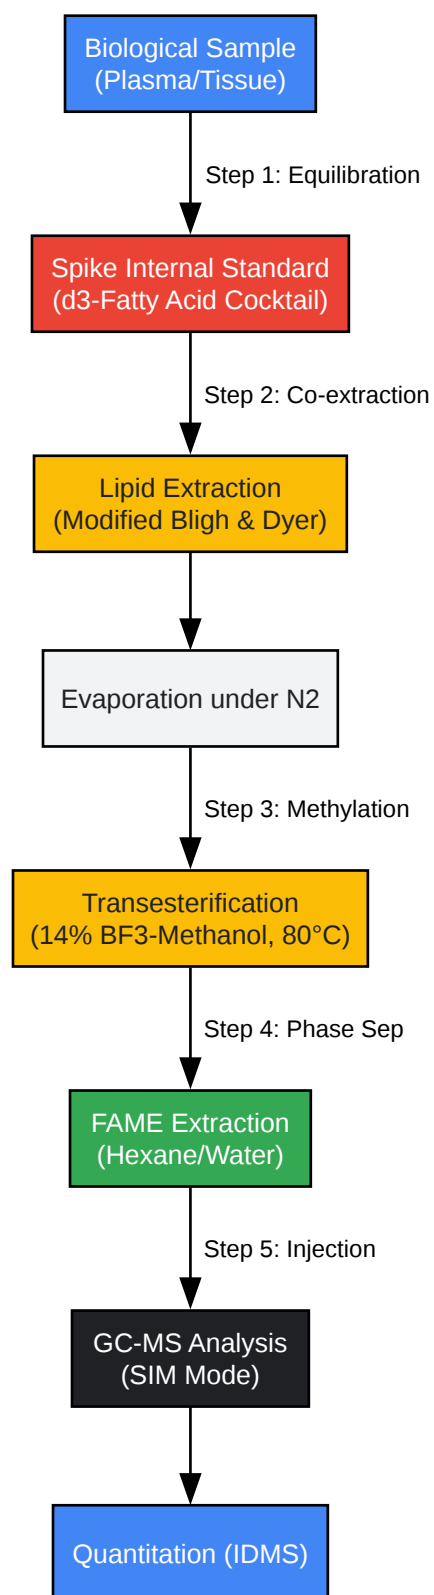 Biological Sample
(Plasma/Tissue)
Step 1: Equilibration
Spike Internal Standard
(d3-Fatty Acid Cocktail)
Step 2: Co-extraction
Lipid Extraction
(Modified Bligh & Dyer)
Evaporation under N2
Step 3: Methylation
Transesterification
(14% BF3-Methanol, 80°C)
Step 4: Phase Sep
FAME Extraction
(Hexane/Water)
Step 5: Injection
GC-MS Analysis
(SIM Mode)
Quantitation (IDMS)